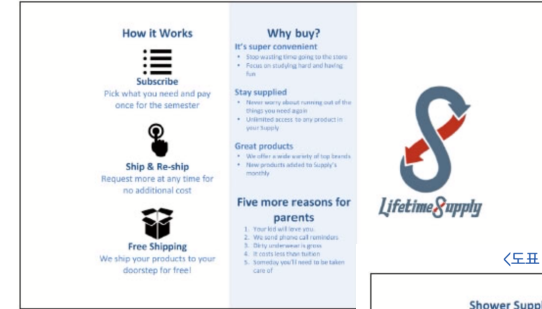 How it Works
Subscribe
Pick what you need and pay
once for the semester
Ship & Re-ship
Request more at any time for
no additional cost
Free Shipping
We ship your products to your
doorstep for free!
Why buy?
It's super convenient
• Stop wasting time going to the store
• Focus on studying hard and having
fun
Stay supplied
• Never worry about running out of the
things you need again
• Unlimited access to any product in
your Supply
Great products
• We offer a wide variety of top brands
• New products added to Supply's
monthly
Five more reasons for
parents
1. Your kid will love you.
2. We send phone call reminders
3. Dirty underwear is gross
4. It costs less than tuition
5. Someday you'll need to be taken
care of
LifetimeSupply
<도표
Shower Suppl